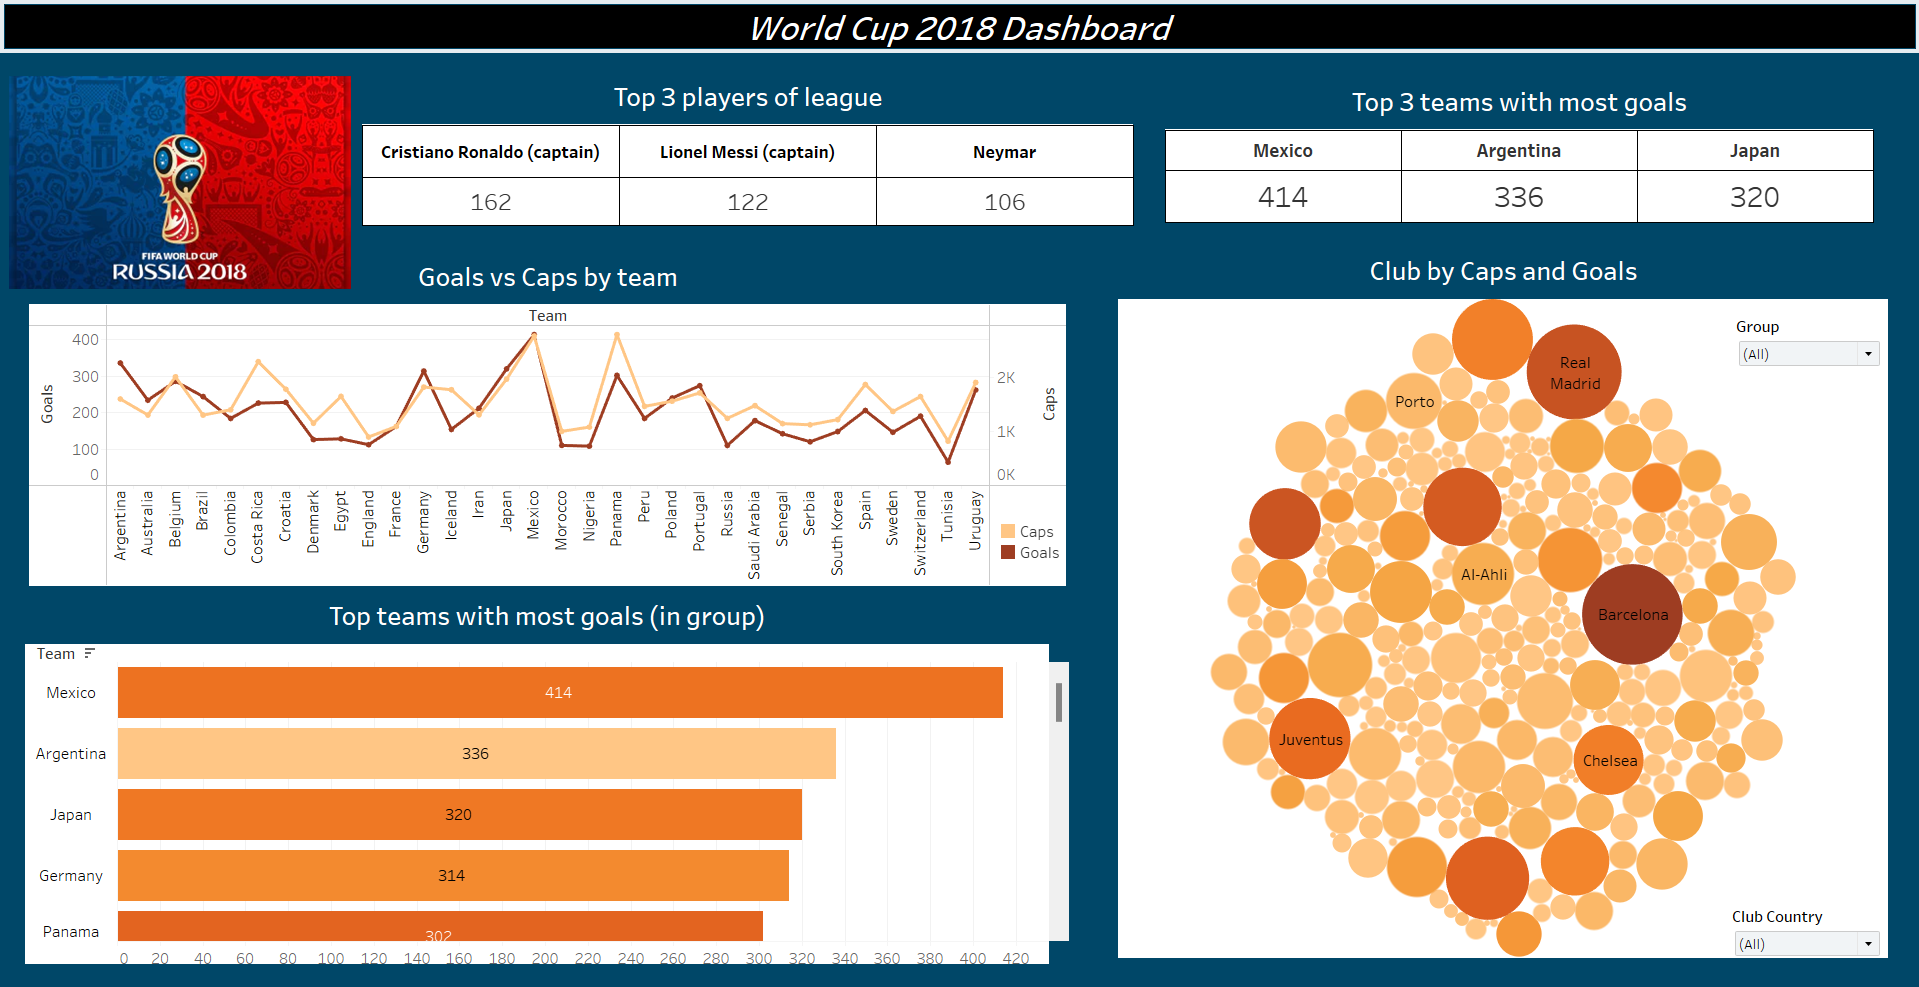 World Cup 2018 Dashboard
FIFA WORLD CUP
RUSSIA 2018
Top 3 players of league
Cristiano Ronaldo (captain) Lionel Messi (captain) Neymar
162 122 106
Top 3 teams with most goals
Mexico Argentina Japan
414 336 320
Goals vs Caps by team
Team
Goals
400
300
200
100
0
Caps
2K
1K
0K
Argentina
Australia
Belgium
Brazil
Colombia
Costa Rica
Croatia
Denmark
Egypt
England
France
Germany
Iceland
Iran
Japan
Mexico
Morocco
Nigeria
Panama
Peru
Poland
Portugal
Russia
Saudi Arabia
Senegal
Serbia
South Korea
Spain
Sweden
Switzerland
Tunisia
Uruguay
Caps
Goals
Top teams with most goals (in group)
Team
Mexico 414
Argentina 336
Japan 320
Germany 314
Panama 302
0 20 40 60 80 100 120 140 160 180 200 220 240 260 280 300 320 340 360 380 400 420
Club by Caps and Goals
Group
(All)
Real
Madrid
Porto
Al-Ahli
Barcelona
Juventus
Chelsea
Club Country
(All)